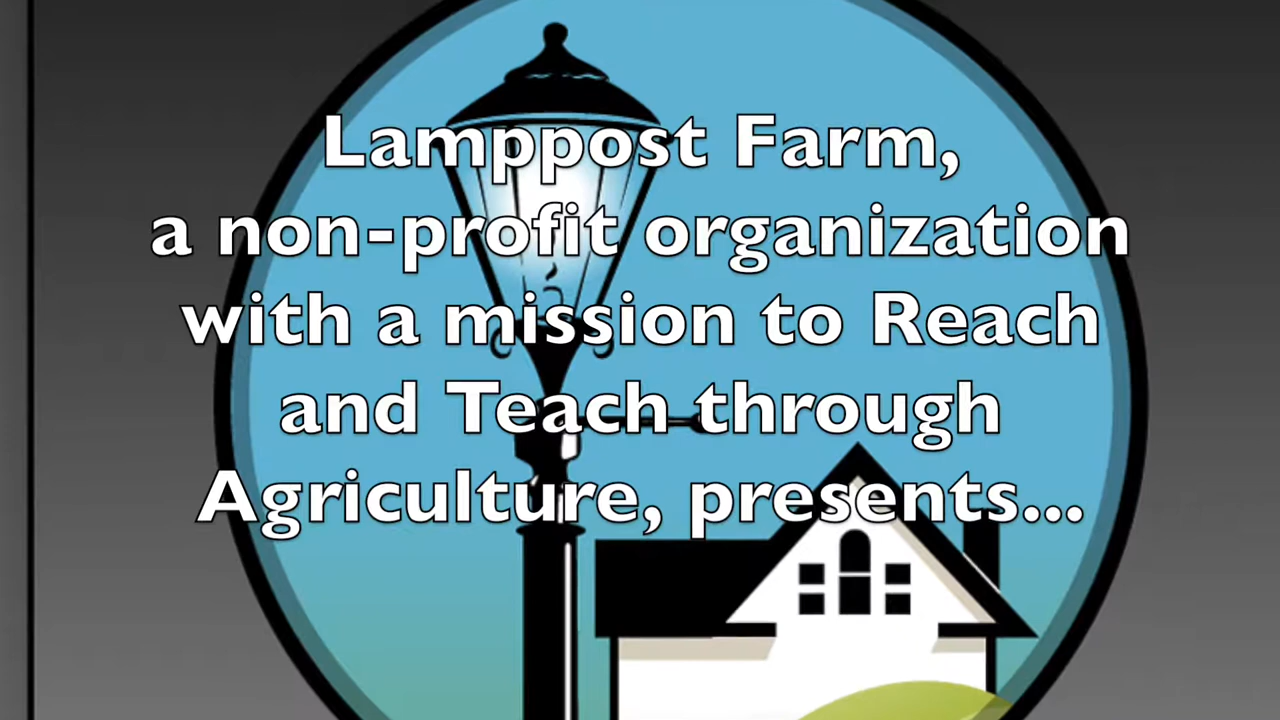 Lamppost Farm,
a non-profit organization
with a mission to Reach
and Teach through
Agriculture, presents...